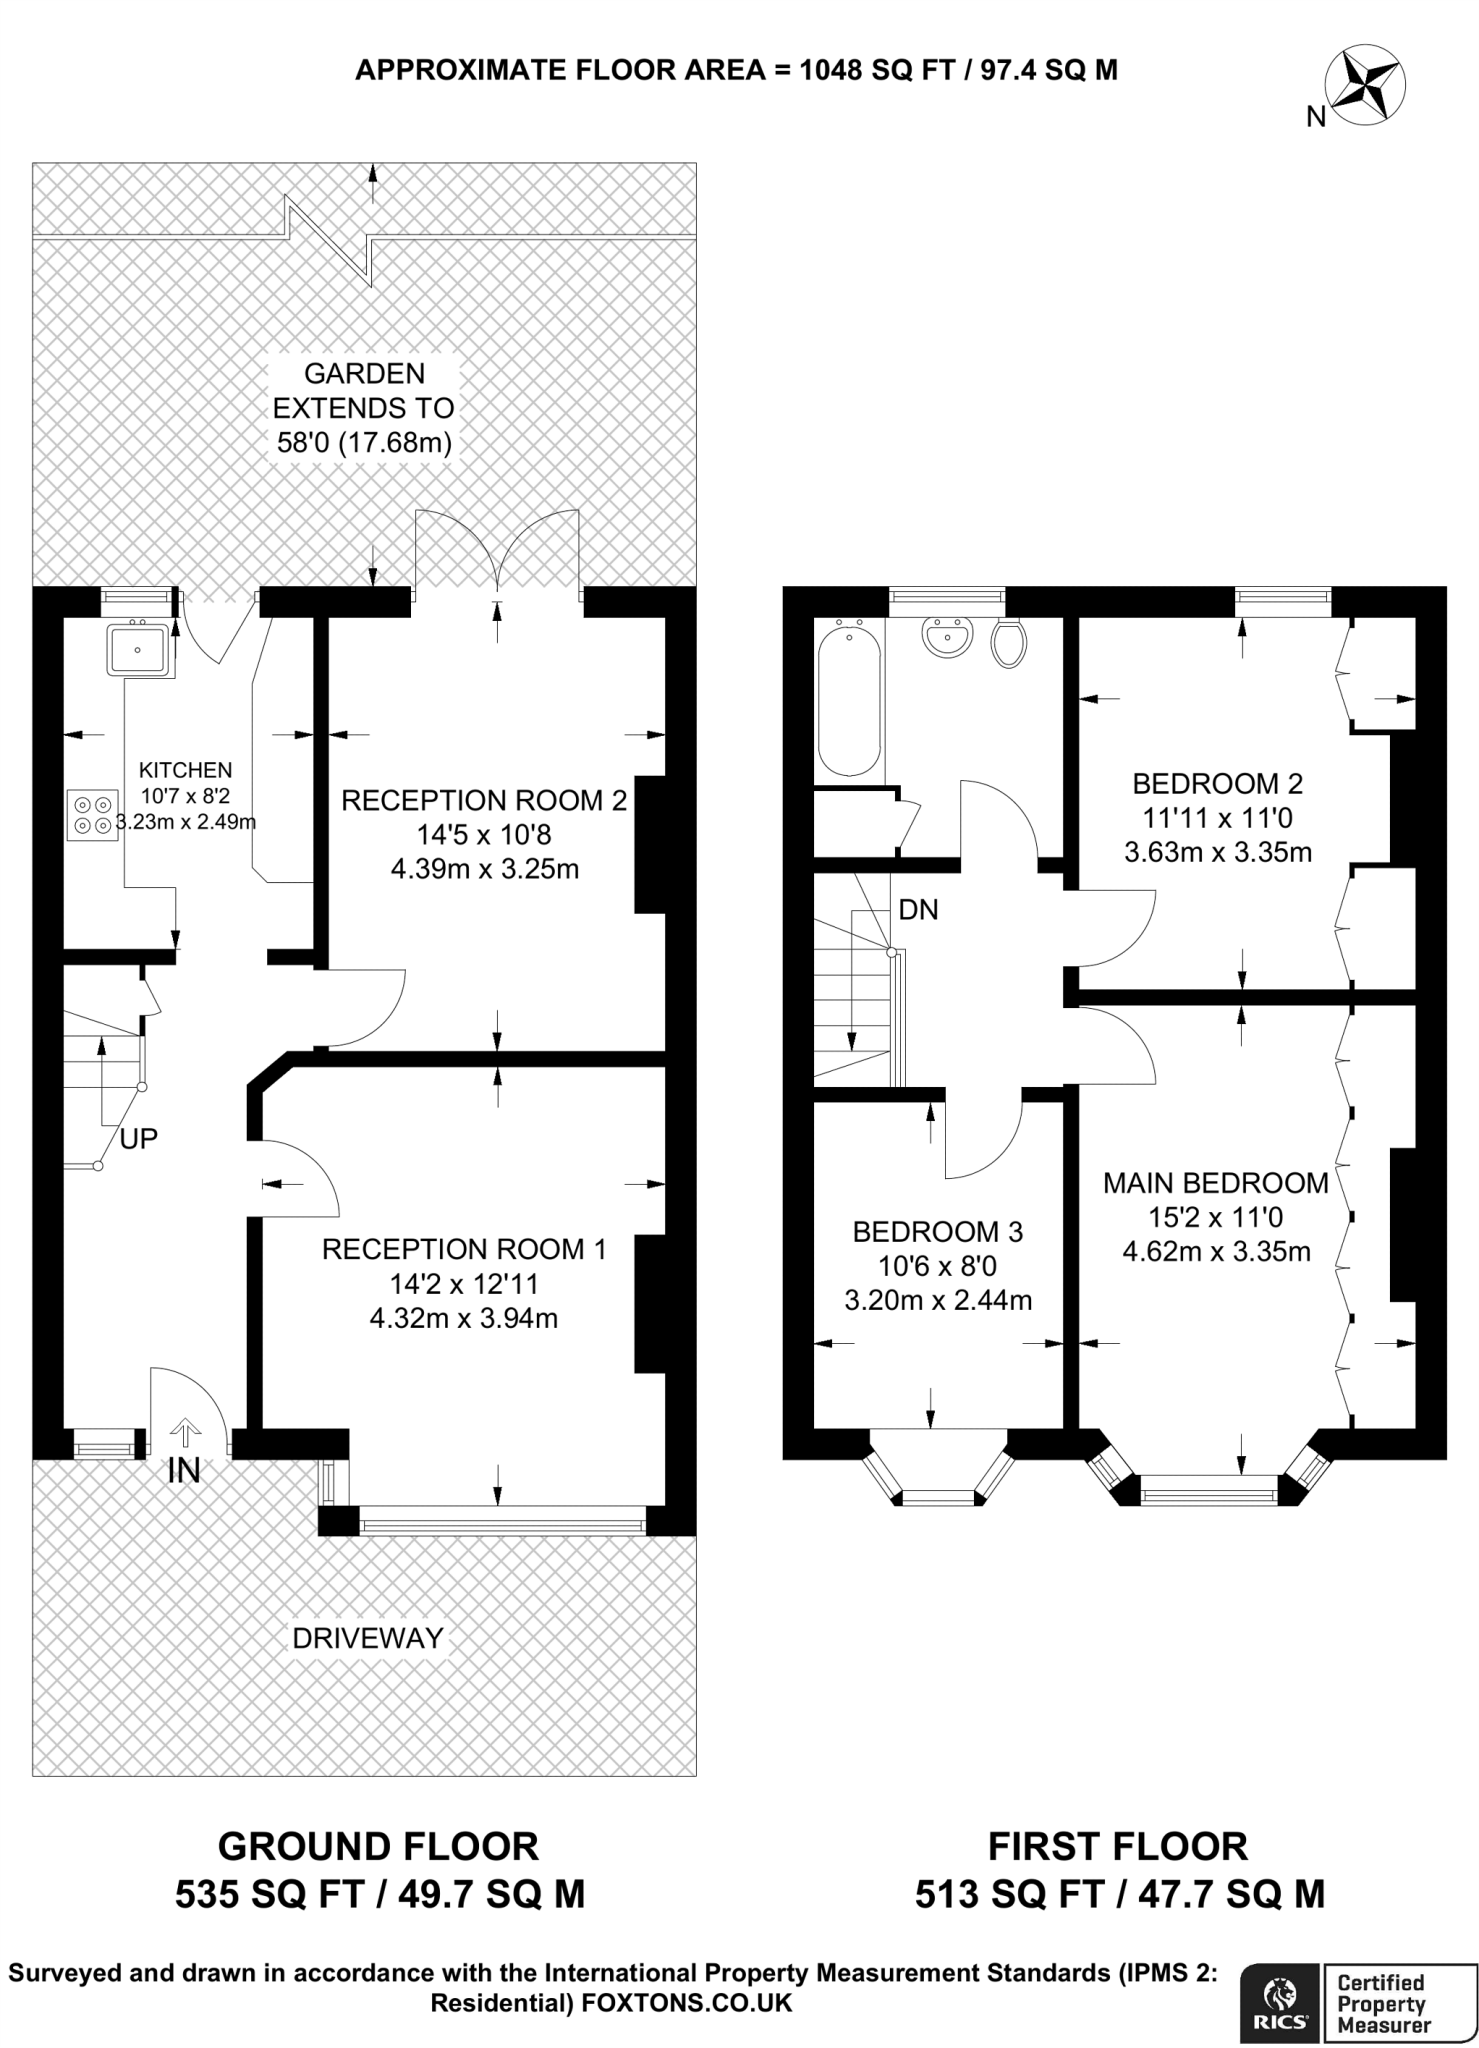 APPROXIMATE FLOOR AREA = 1048 SQ FT / 97.4 SQ M
N
GARDEN
EXTENDS TO
58'0 (17.68m)
KITCHEN
10'7 x 8'2
3.23m x 2.49m
RECEPTION ROOM 2
14'5 x 10'8
4.39m x 3.25m
UP
RECEPTION ROOM 1
14'2 x 12'11
4.32m x 3.94m
IN
DRIVEWAY
BEDROOM 2
11'11 x 11'0
3.63m x 3.35m
DN
MAIN BEDROOM
15'2 x 11'0
4.62m x 3.35m
BEDROOM 3
10'6 x 8'0
3.20m x 2.44m
GROUND FLOOR
535 SQ FT / 49.7 SQ M
FIRST FLOOR
513 SQ FT / 47.7 SQ M
Surveyed and drawn in accordance with the International Property Measurement Standards (IPMS 2:
Residential) FOXTONS.CO.UK
RICS
Certified
Property
Measurer